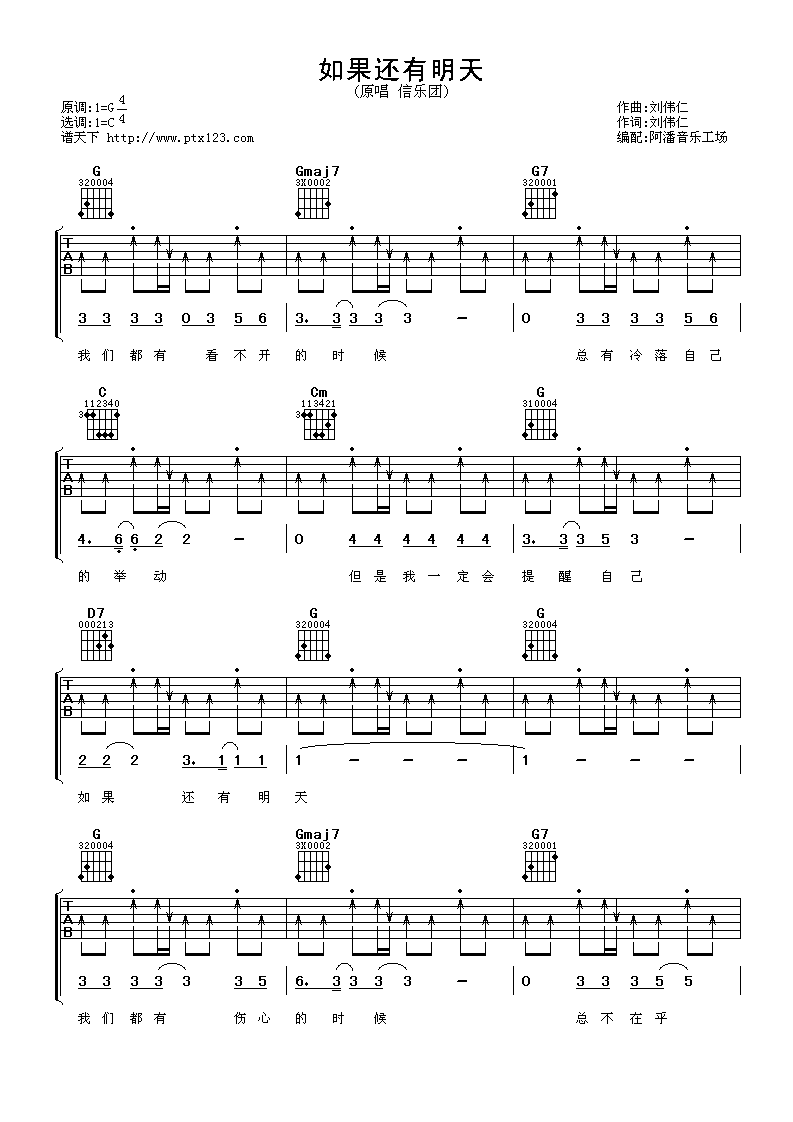 如果还有明天
(原唱 信乐团)
原调:1=G 4/4
选调:1=C
谱天下 http://www.ptx123.com
作曲:刘伟仁
作词:刘伟仁
编配:阿潘音乐工场
G Gmaj7 G7
320004 3X0002 320001
T
A
B
3 3 3 3 0 3 5 6 3. 3 3 3 3 - 0 3 3 3 3 5 6
我们都有 看不开的时候 总有冷落自己
C Cm G
112340 113421 310004
3 3
T
A
B
4. 6 6 2 2 - 0 4 4 4 4 4 4 3. 3 3 5 3 -
的举动 但是我一定会提醒自己
D7 G G
000213 320004 320004
T
A
B
2 2 2 3. 1 1 1 1 - - - 1 - - -
如果 还有明天
G Gmaj7 G7
320004 3X0002 320001
T
A
B
3 3 3 3 3 3 5 6. 3 3 3 3 - 0 3 3 3 5 5
我们都有 伤心的时候 总不在乎